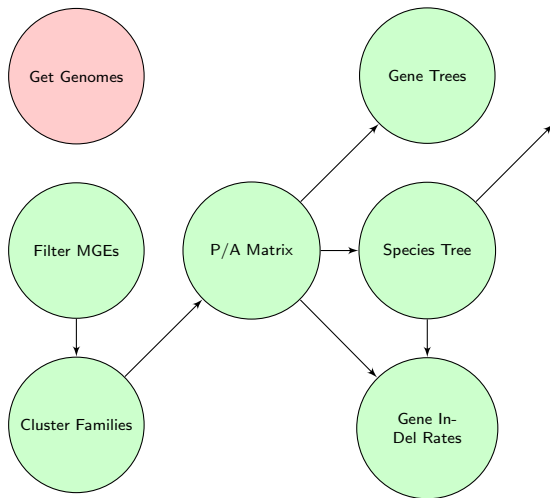 Get Genomes
Gene Trees
Filter MGEs
P/A Matrix
Species Tree
Cluster Families
Gene In-
Del Rates